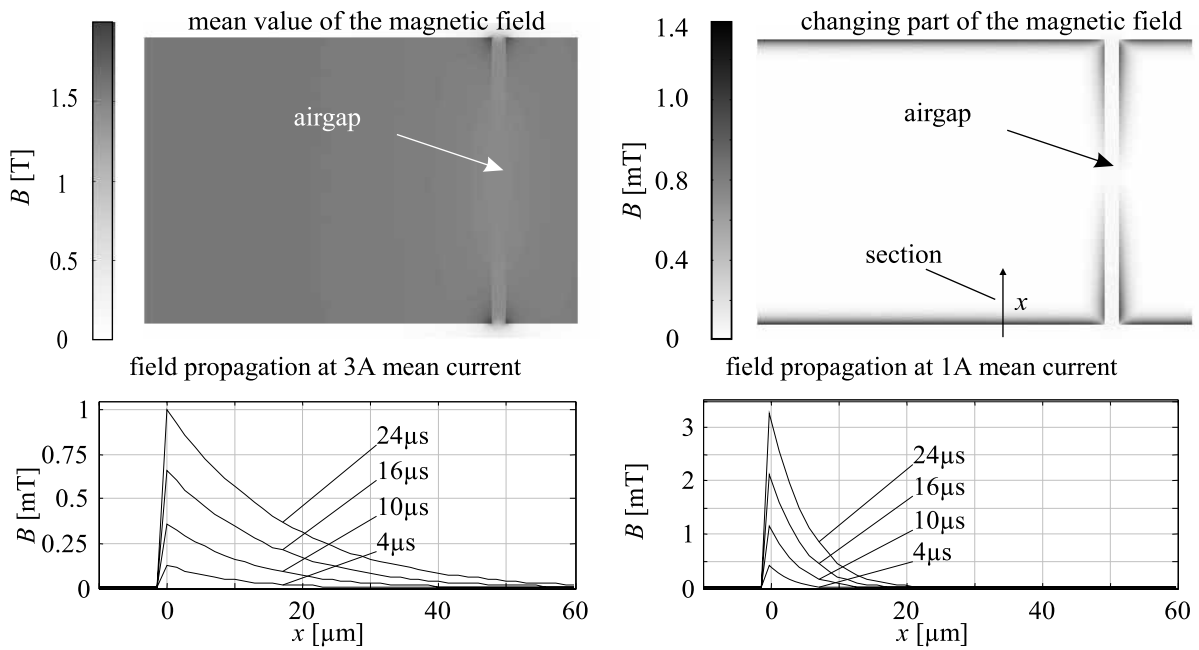 mean value of the magnetic field
1.5
1
0.5
0
B [T]
airgap
changing part of the magnetic field
1.4
1.0
0.8
0.4
0
B [mT]
airgap
section
x
field propagation at 3A mean current
1
0.75
0.5
0.25
0
B [mT]
24µs
16µs
10µs
4µs
0 20 40 60
x [µm]
field propagation at 1A mean current
3
2
1
0
B [mT]
24µs
16µs
10µs
4µs
0 20 40 60
x [µm]